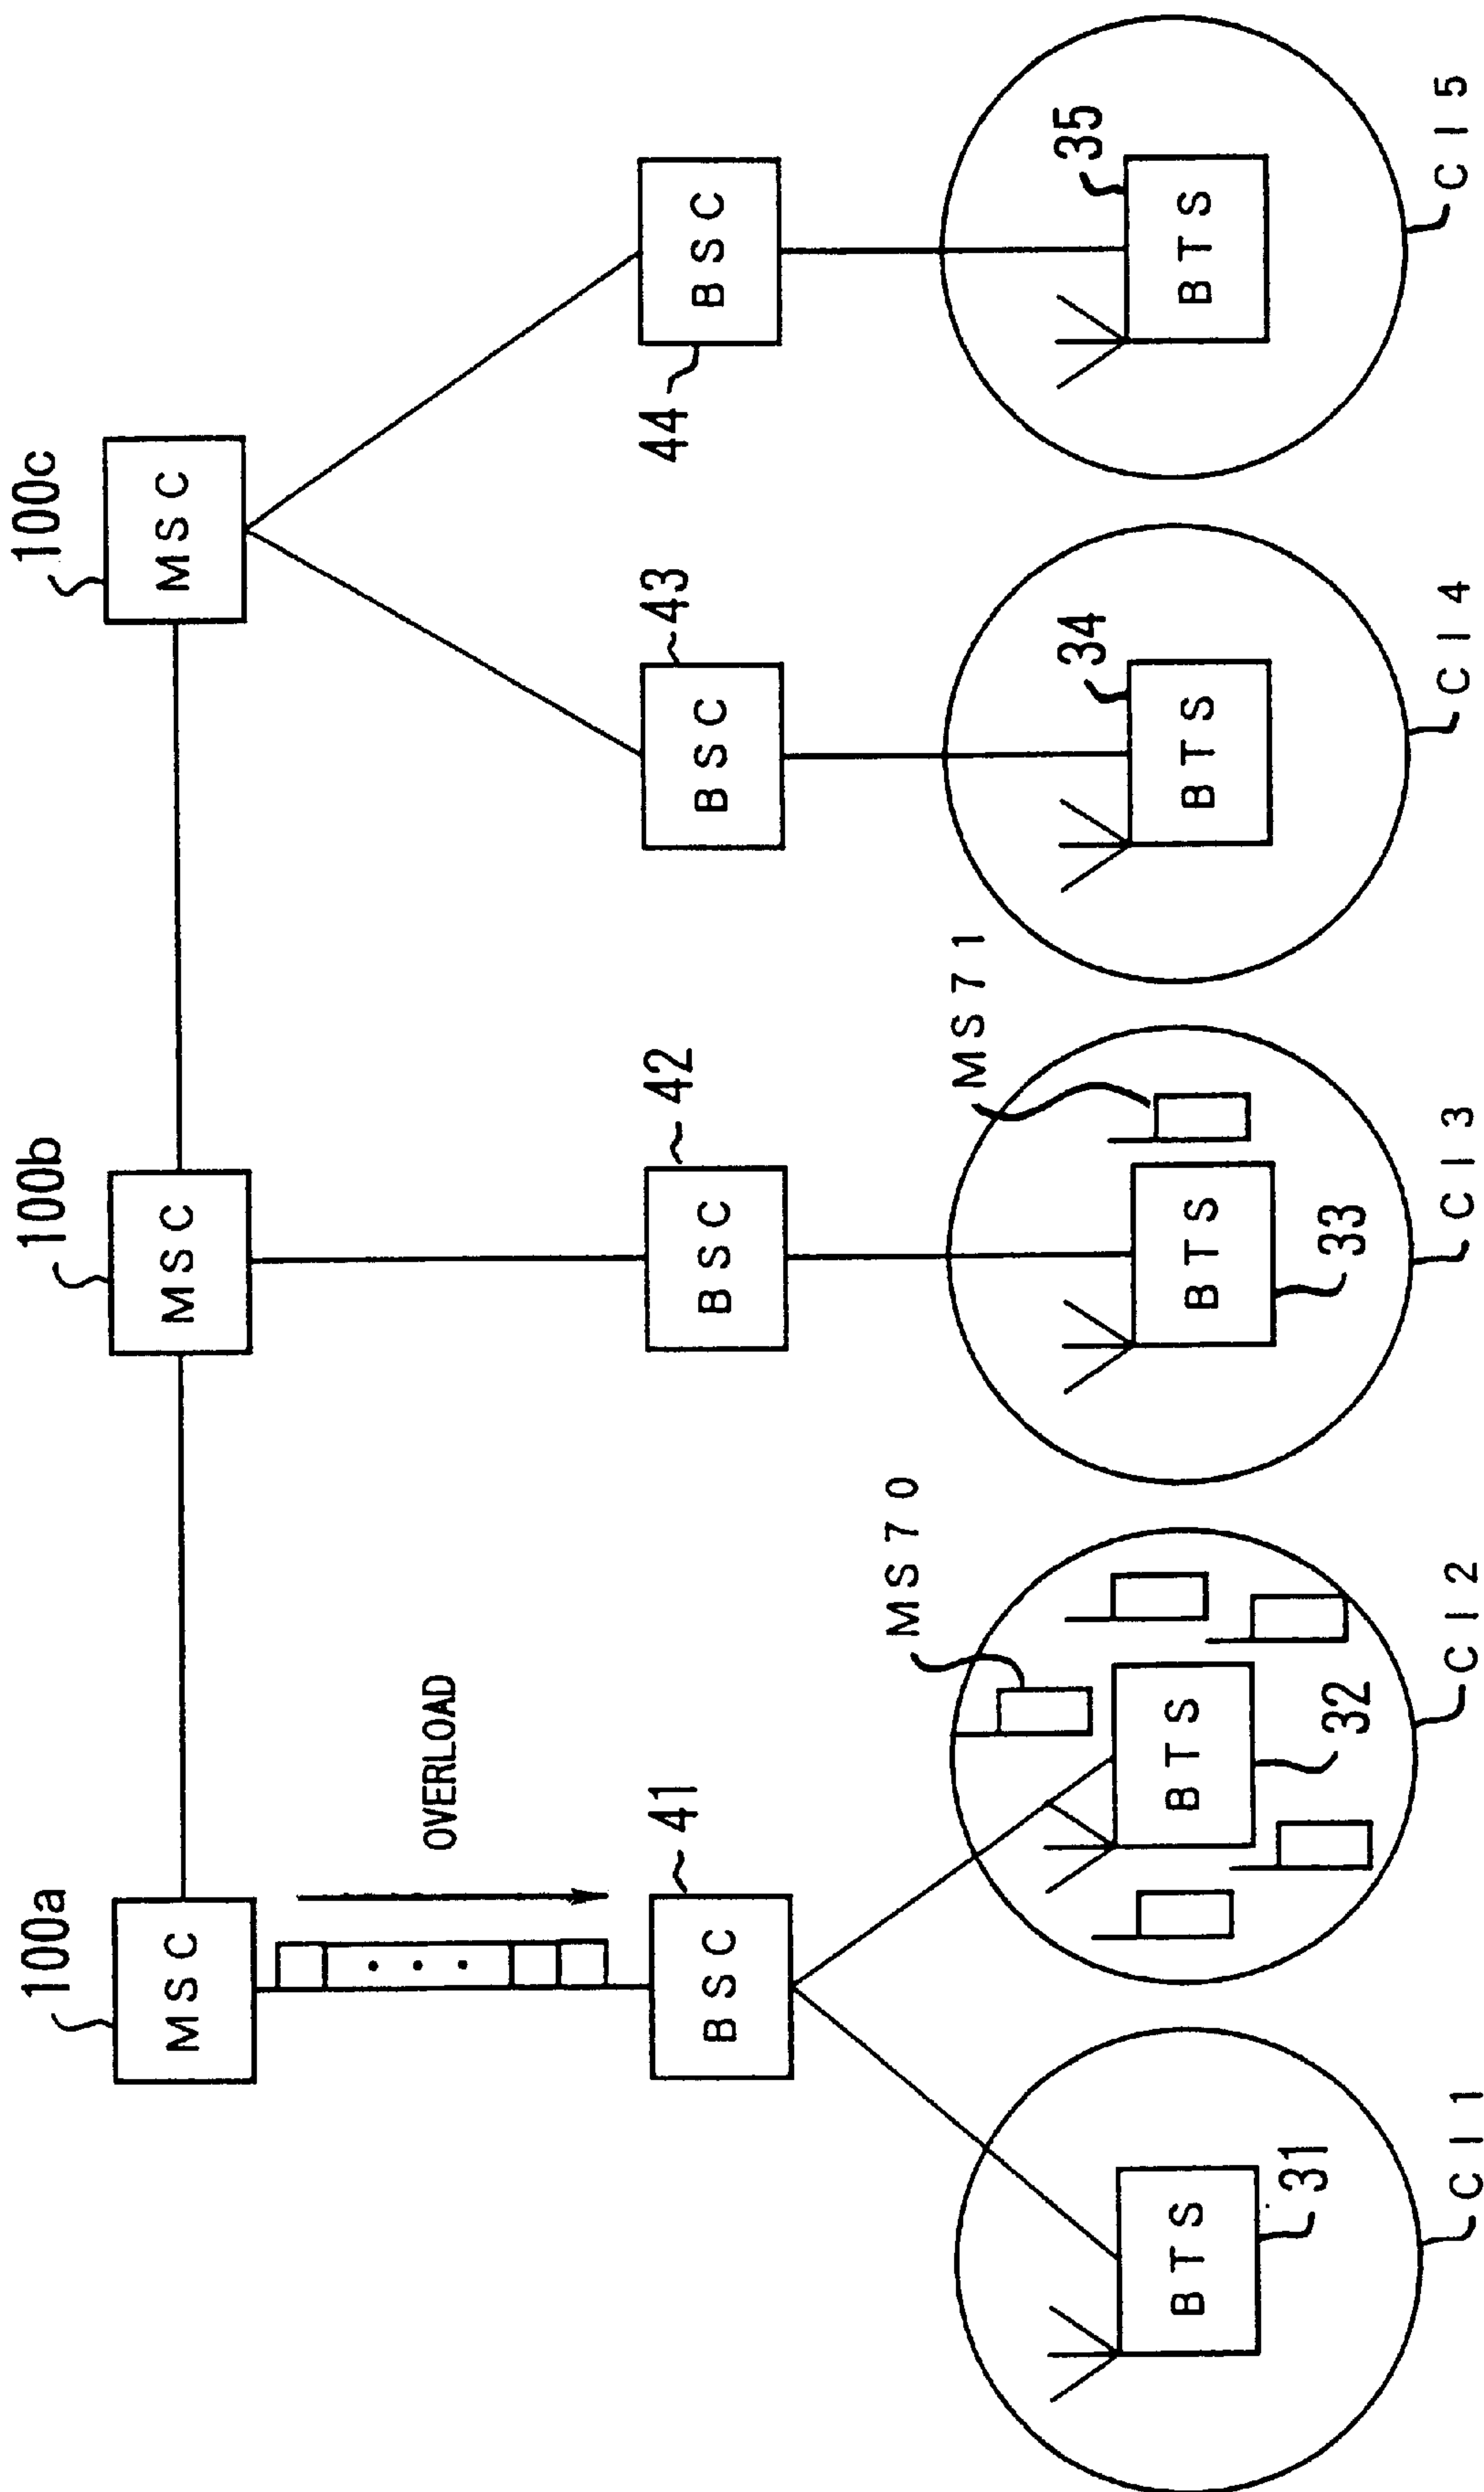 100a
100b
100c
MSC
MSC
MSC
OVERLOAD
41
42
43
44
BSC
BSC
BSC
BSC
MS70
MS71
34
35
BTS
BTS
BTS
BTS
BTS
31
32
33
CI1
CI2
CI3
CI4
CI5